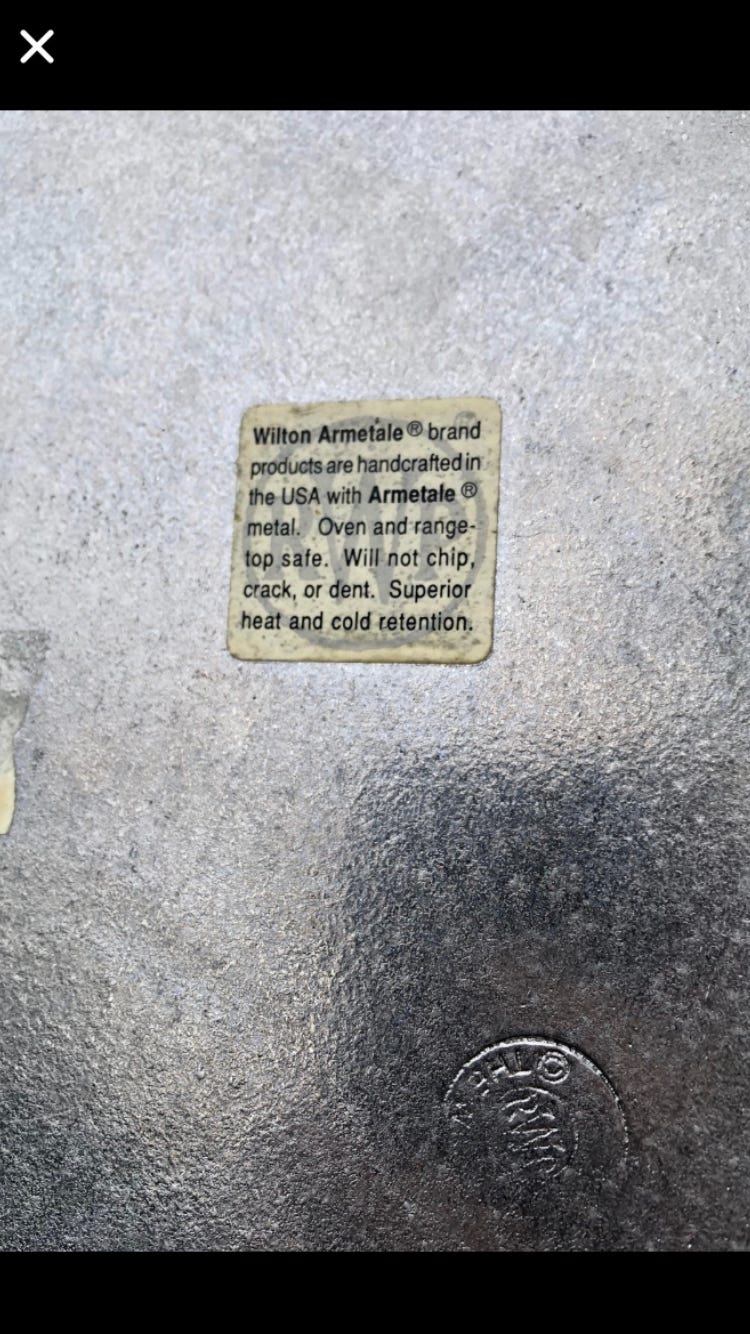 Wilton Armetale® brand
products are handcrafted in
the USA with Armetale®
metal. Oven and range-
top safe. Will not chip,
crack, or dent. Superior
heat and cold retention.
© THE